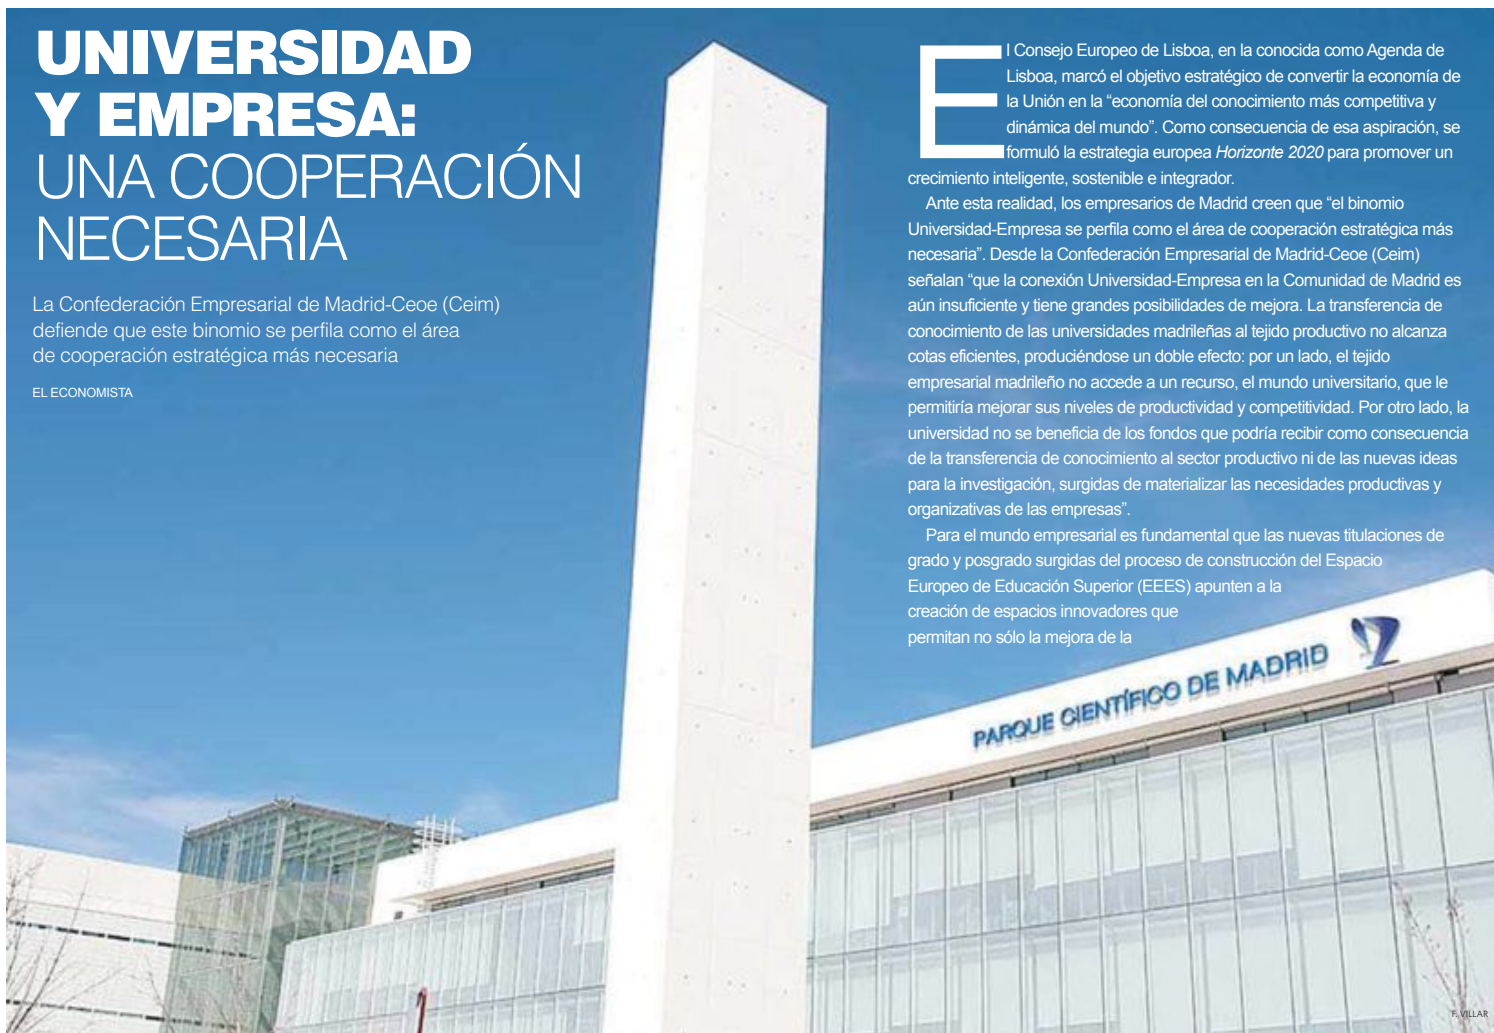 UNIVERSIDAD
Y EMPRESA:
UNA COOPERACIÓN
NECESARIA
La Confederación Empresarial de Madrid-Ceoe (Ceim)
defiende que este binomio se perfila como el área
de cooperación estratégica más necesaria
EL ECONOMISTA
El Consejo Europeo de Lisboa, en la conocida como Agenda de
Lisboa, marcó el objetivo estratégico de convertir la economía de
la Unión en la “economía del conocimiento más competitiva y
dinámica del mundo”. Como consecuencia de esa aspiración, se
formuló la estrategia europea Horizonte 2020 para promover un
crecimiento inteligente, sostenible e integrador.
Ante esta realidad, los empresarios de Madrid creen que “el binomio
Universidad-Empresa se perfila como el área de cooperación estratégica más
necesaria”. Desde la Confederación Empresarial de Madrid-Ceoe (Ceim)
señalan “que la conexión Universidad-Empresa en la Comunidad de Madrid es
aún insuficiente y tiene grandes posibilidades de mejora. La transferencia de
conocimiento de las universidades madrileñas al tejido productivo no alcanza
cotas eficientes, produciéndose un doble efecto: por un lado, el tejido
empresarial madrileño no accede a un recurso, el mundo universitario, que le
permitiría mejorar sus niveles de productividad y competitividad. Por otro lado, la
universidad no se beneficia de los fondos que podría recibir como consecuencia
de la transferencia de conocimiento al sector productivo ni de las nuevas ideas
para la investigación, surgidas de materializar las necesidades productivas y
organizativas de las empresas”.
Para el mundo empresarial es fundamental que las nuevas titulaciones de
grado y posgrado surgidas del proceso de construcción del Espacio
Europeo de Educación Superior (EEES) apunten a la
creación de espacios innovadores que
permitan no sólo la mejora de la
PARQUE CIENTÍFICO DE MADRID
F. VILLAR